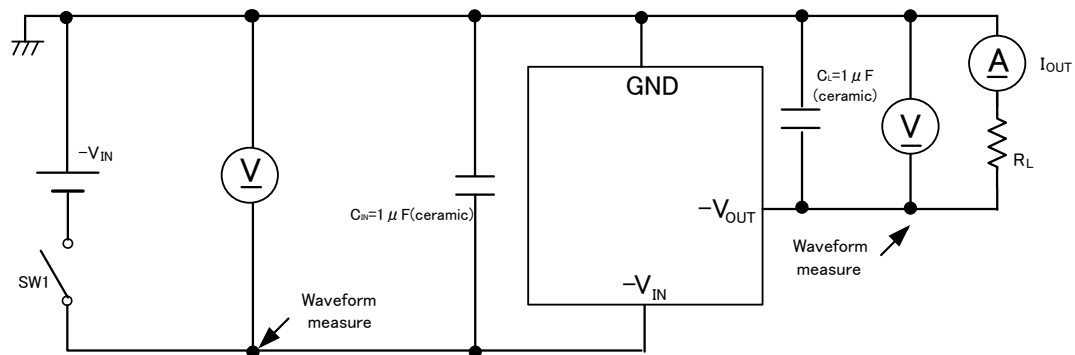 −VIN
SW1
V
CIN=1μF(ceramic)
Waveform
measure
GND
−VOUT
−VIN
CL=1μF
(ceramic)
V
Waveform
measure
A
IOUT
RL